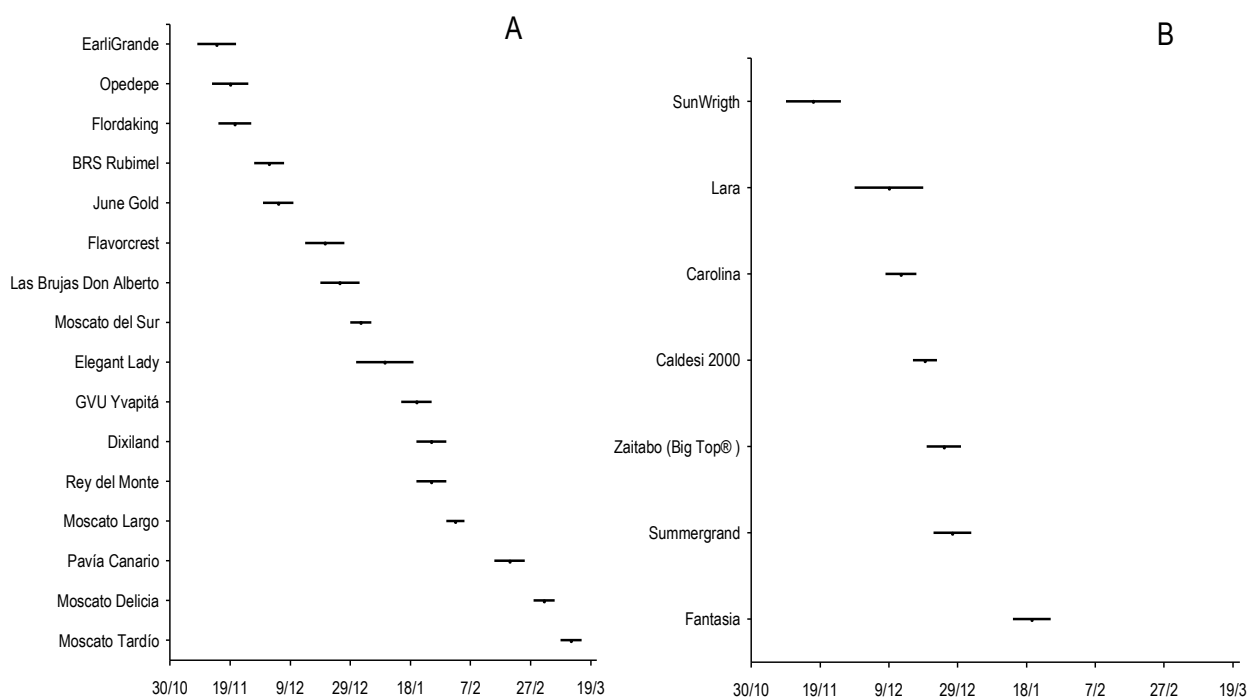 A
EarliGrande
Opedepe
Flordaking
BRS Rubimel
June Gold
Flavorcrest
Las Brujas Don Alberto
Moscato del Sur
Elegant Lady
GVU Yvapitá
Dixiland
Rey del Monte
Moscato Largo
Pavía Canario
Moscato Delicia
Moscato Tardío
30/10 19/11 9/12 29/12 18/1 7/2 27/2 19/3
B
SunWrigth
Lara
Carolina
Caldesi 2000
Zaitabo (Big Top® )
Summergrand
Fantasia
30/10 19/11 9/12 29/12 18/1 7/2 27/2 19/3